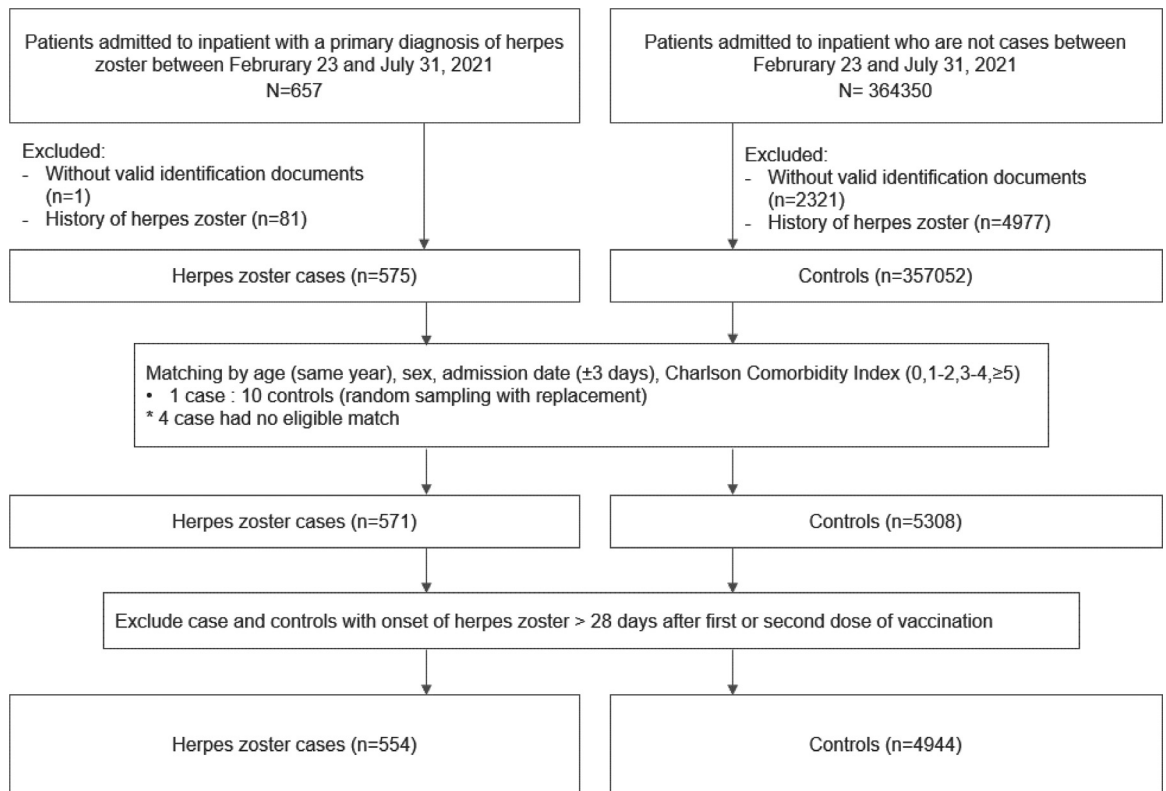 Patients admitted to inpatient with a primary diagnosis of herpes
zoster between Februrary 23 and July 31, 2021
N=657
Patients admitted to inpatient who are not cases between
Februrary 23 and July 31, 2021
N= 364350
Excluded:
- Without valid identification documents
(n=1)
- History of herpes zoster (n=81)
Excluded:
- Without valid identification documents
(n=2321)
- History of herpes zoster (n=4977)
Herpes zoster cases (n=575)
Controls (n=357052)
Matching by age (same year), sex, admission date (±3 days), Charlson Comorbidity Index (0,1-2,3-4,≥5)
• 1 case : 10 controls (random sampling with replacement)
* 4 case had no eligible match
Herpes zoster cases (n=571)
Controls (n=5308)
Exclude case and controls with onset of herpes zoster > 28 days after first or second dose of vaccination
Herpes zoster cases (n=554)
Controls (n=4944)